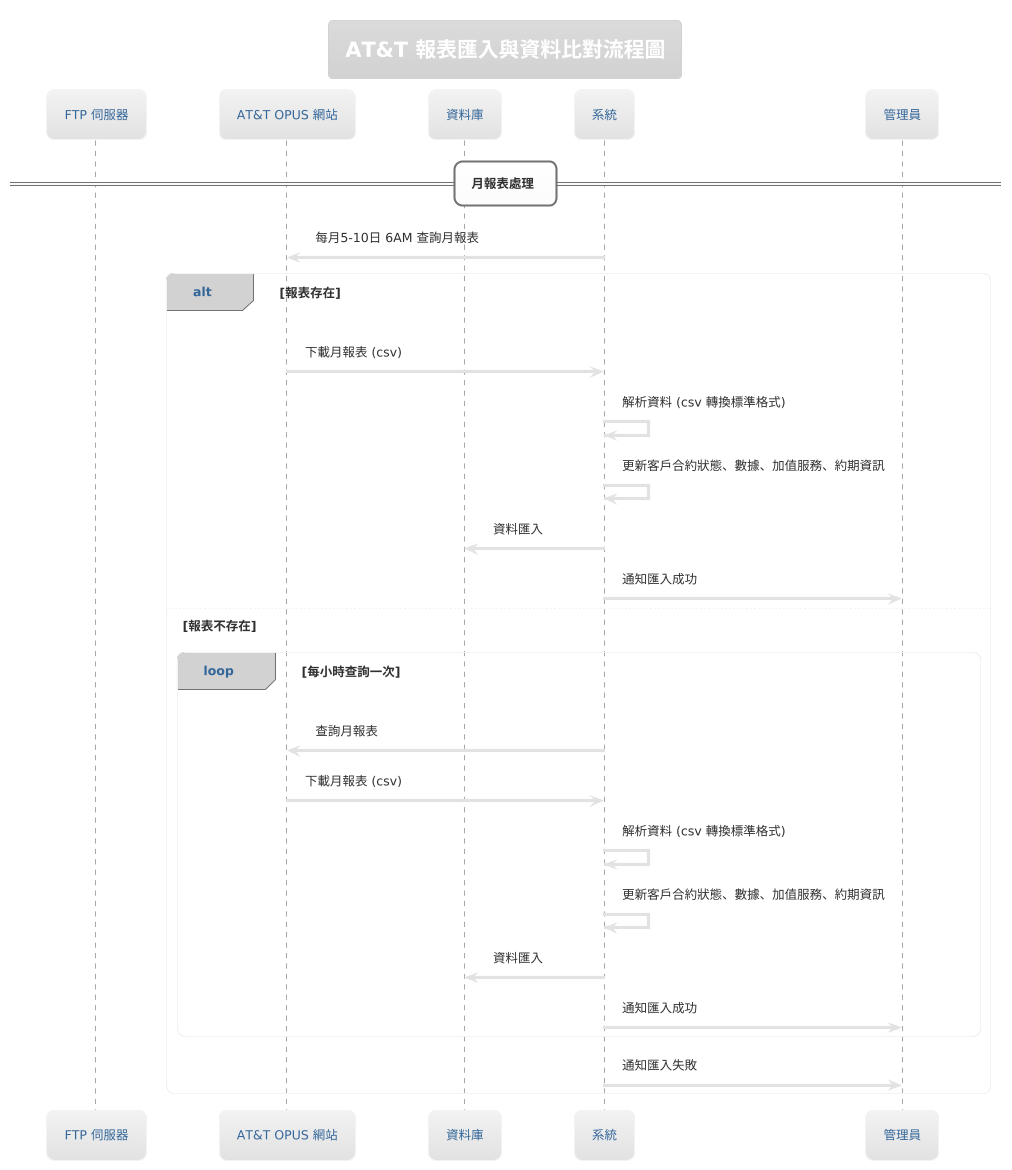 AT&T 報表匯入與資料比對流程圖
FTP 伺服器
AT&T OPUS 網站
資料庫
系統
管理員
月報表處理
每月5-10日 6AM 查詢月報表
alt
[報表存在]
下載月報表 (csv)
解析資料 (csv 轉換標準格式)
更新客戶合約狀態、數據、加值服務、約期資訊
資料匯入
通知匯入成功
[報表不存在]
loop
[每小時查詢一次]
查詢月報表
下載月報表 (csv)
解析資料 (csv 轉換標準格式)
更新客戶合約狀態、數據、加值服務、約期資訊
資料匯入
通知匯入成功
通知匯入失敗
FTP 伺服器
AT&T OPUS 網站
資料庫
系統
管理員